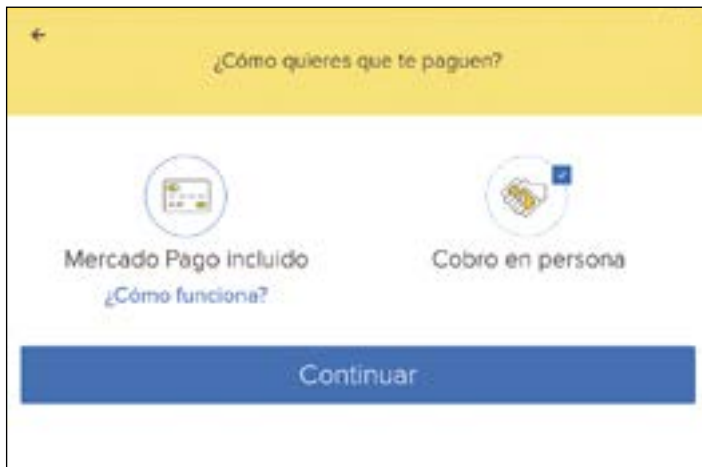 ¿Cómo quieres que te paguen?
Mercado Pago incluido
Cobro en persona
¿Cómo funciona?
Continuar